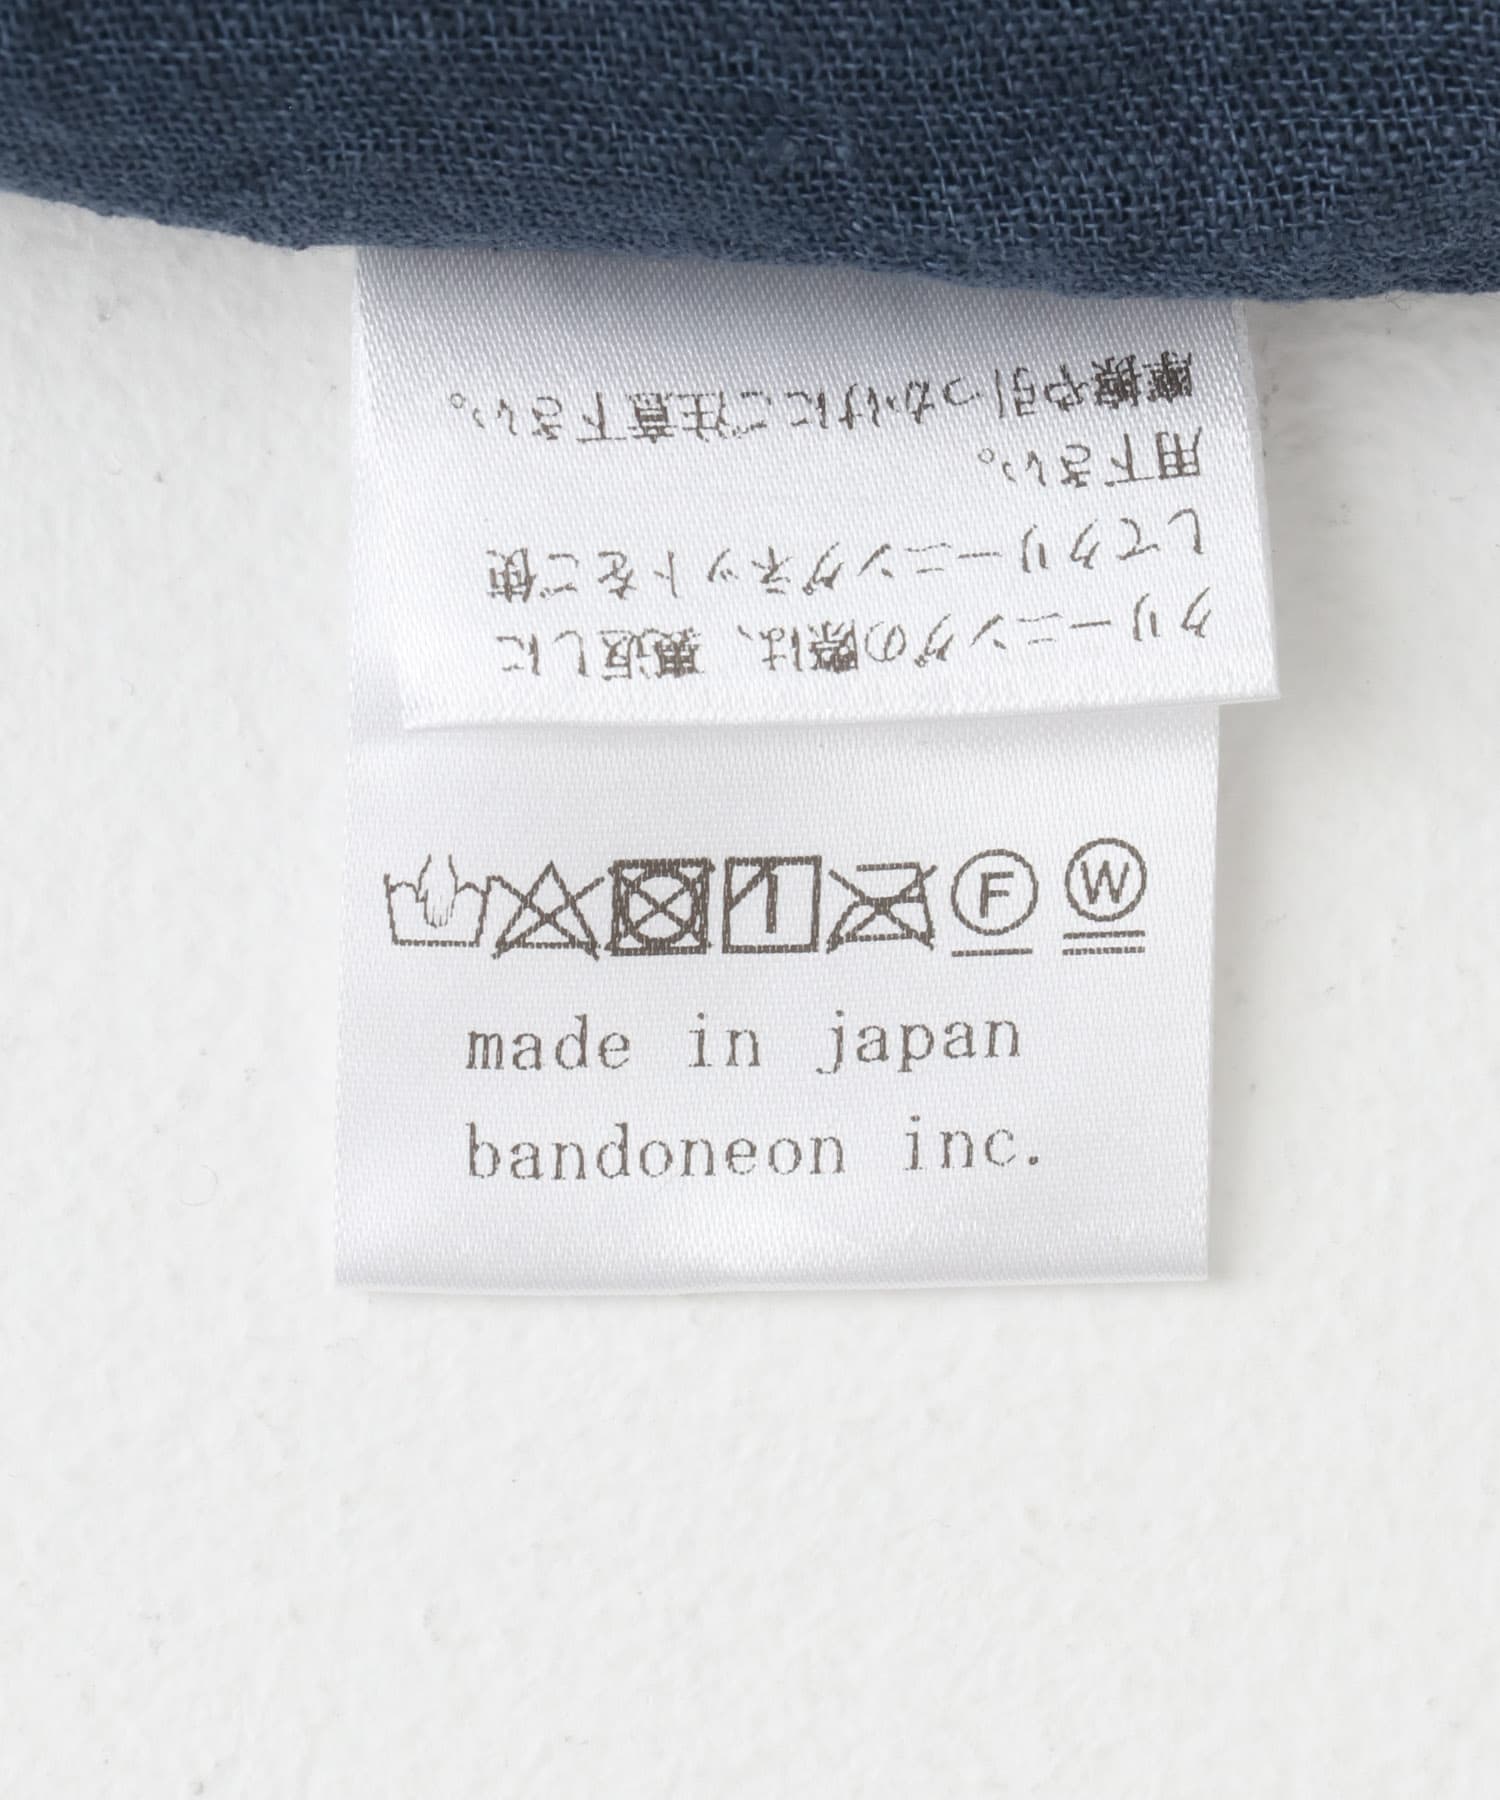 クリーニングの際は、裏返しに
してクリーニングネットをご使
用下さい。
摩擦や引っかけにご注意下さい。
F W
made in japan
bandoneon inc.